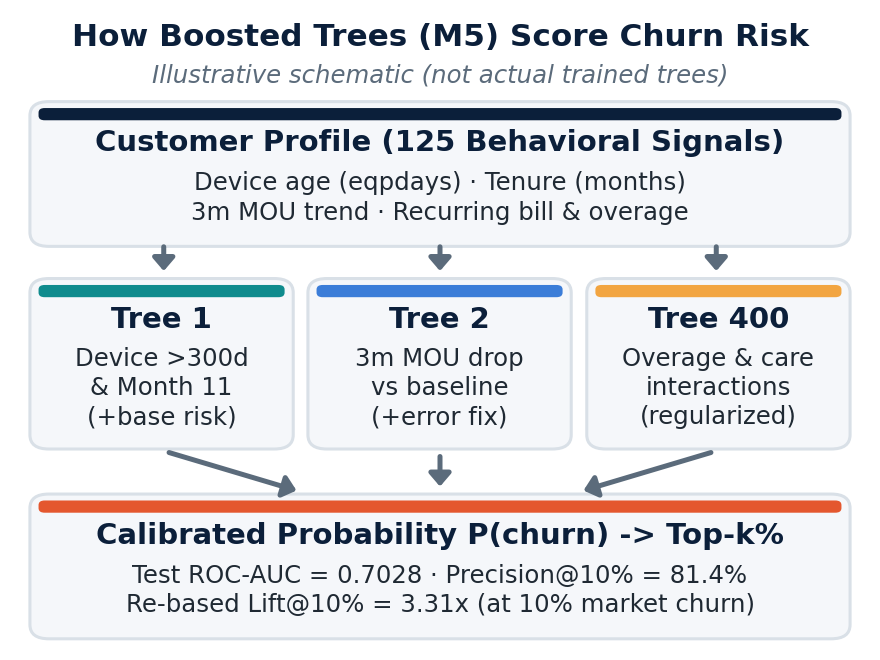 How Boosted Trees (M5) Score Churn Risk
Illustrative schematic (not actual trained trees)
Customer Profile (125 Behavioral Signals)
Device age (eqpdays) · Tenure (months)
3m MOU trend · Recurring bill & overage
Tree 1
Device >300d
& Month 11
(+base risk)
Tree 2
3m MOU drop
vs baseline
(+error fix)
Tree 400
Overage & care
interactions
(regularized)
Calibrated Probability P(churn) -> Top-k%
Test ROC-AUC = 0.7028 · Precision@10% = 81.4%
Re-based Lift@10% = 3.31x (at 10% market churn)